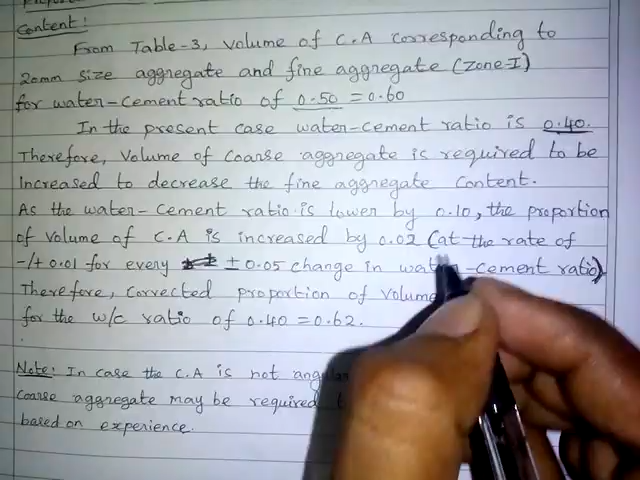 Content:
From Table-3, Volume of C.A corresponding to
20mm size aggregate and fine aggregate (Zone-I)
for water-cement ratio of 0.50 = 0.60
In the present case water-cement ratio is 0.40.
Therefore, Volume of Coarse aggregate is required to be
increased to decrease the fine aggregate content.
As the water-cement ratio is lower by 0.10, the proportion
of volume of C.A is increased by 0.02 (at the rate of
-/+ 0.01 for every ± 0.05 change in water-cement ratio)
Therefore, corrected proportion of volume
for the w/c ratio of 0.40 = 0.62.
Note: In case the C.A is not
coarse aggregate may be required
based on experience.